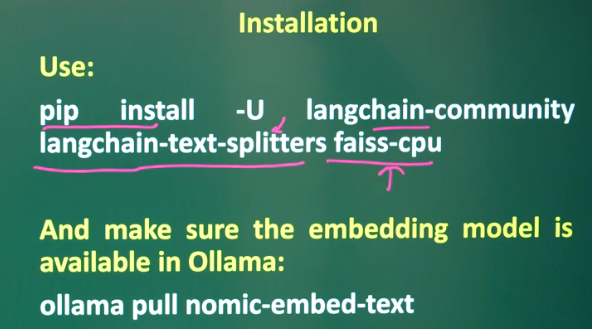 Installation
Use:
pip install -U langchain-community
langchain-text-splitters faiss-cpu
And make sure the embedding model is
available in Ollama:
ollama pull nomic-embed-text